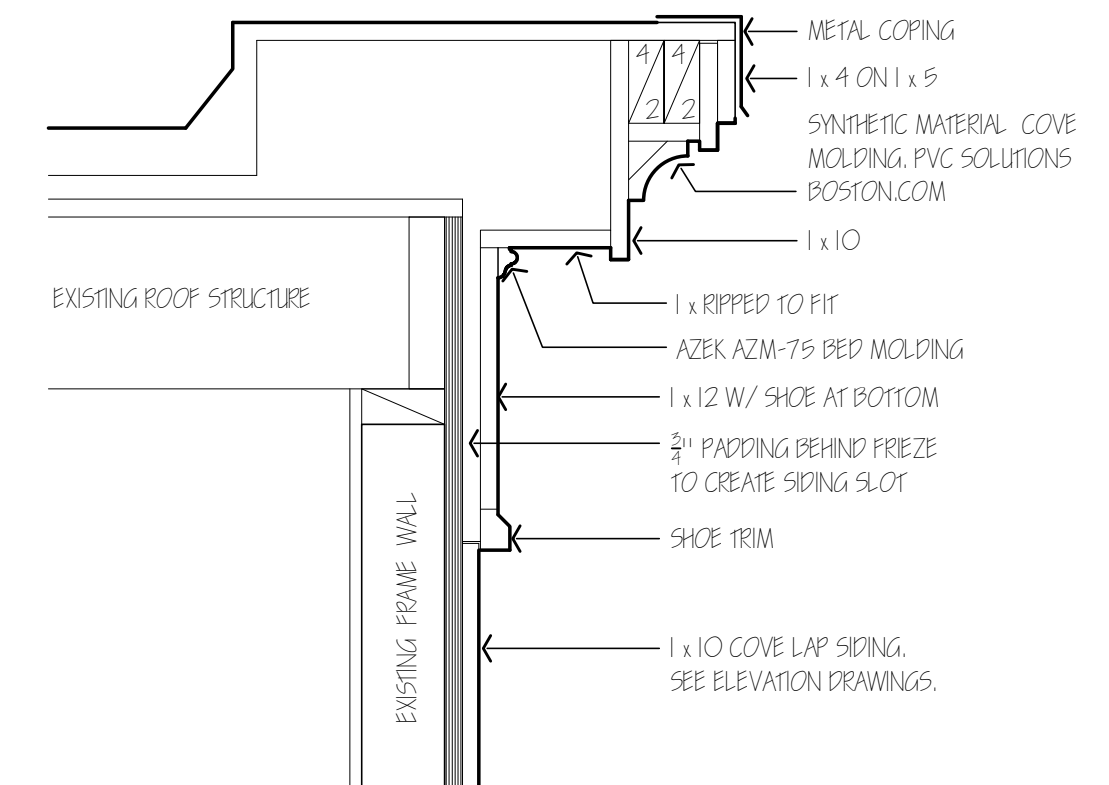 METAL COPING
1 x 4 ON 1 x 5
4 4
2 2
SYNTHETIC MATERIAL COVE
MOLDING. PVC SOLUTIONS
BOSTON.COM
1 x 10
EXISTING ROOF STRUCTURE
1 x RIPPED TO FIT
AZEK AZM-75 BED MOLDING
1 x 12 W/ SHOE AT BOTTOM
3/4" PADDING BEHIND FRIEZE
TO CREATE SIDING SLOT
EXISTING FRAME WALL
SHOE TRIM
1 x 10 COVE LAP SIDING.
SEE ELEVATION DRAWINGS.